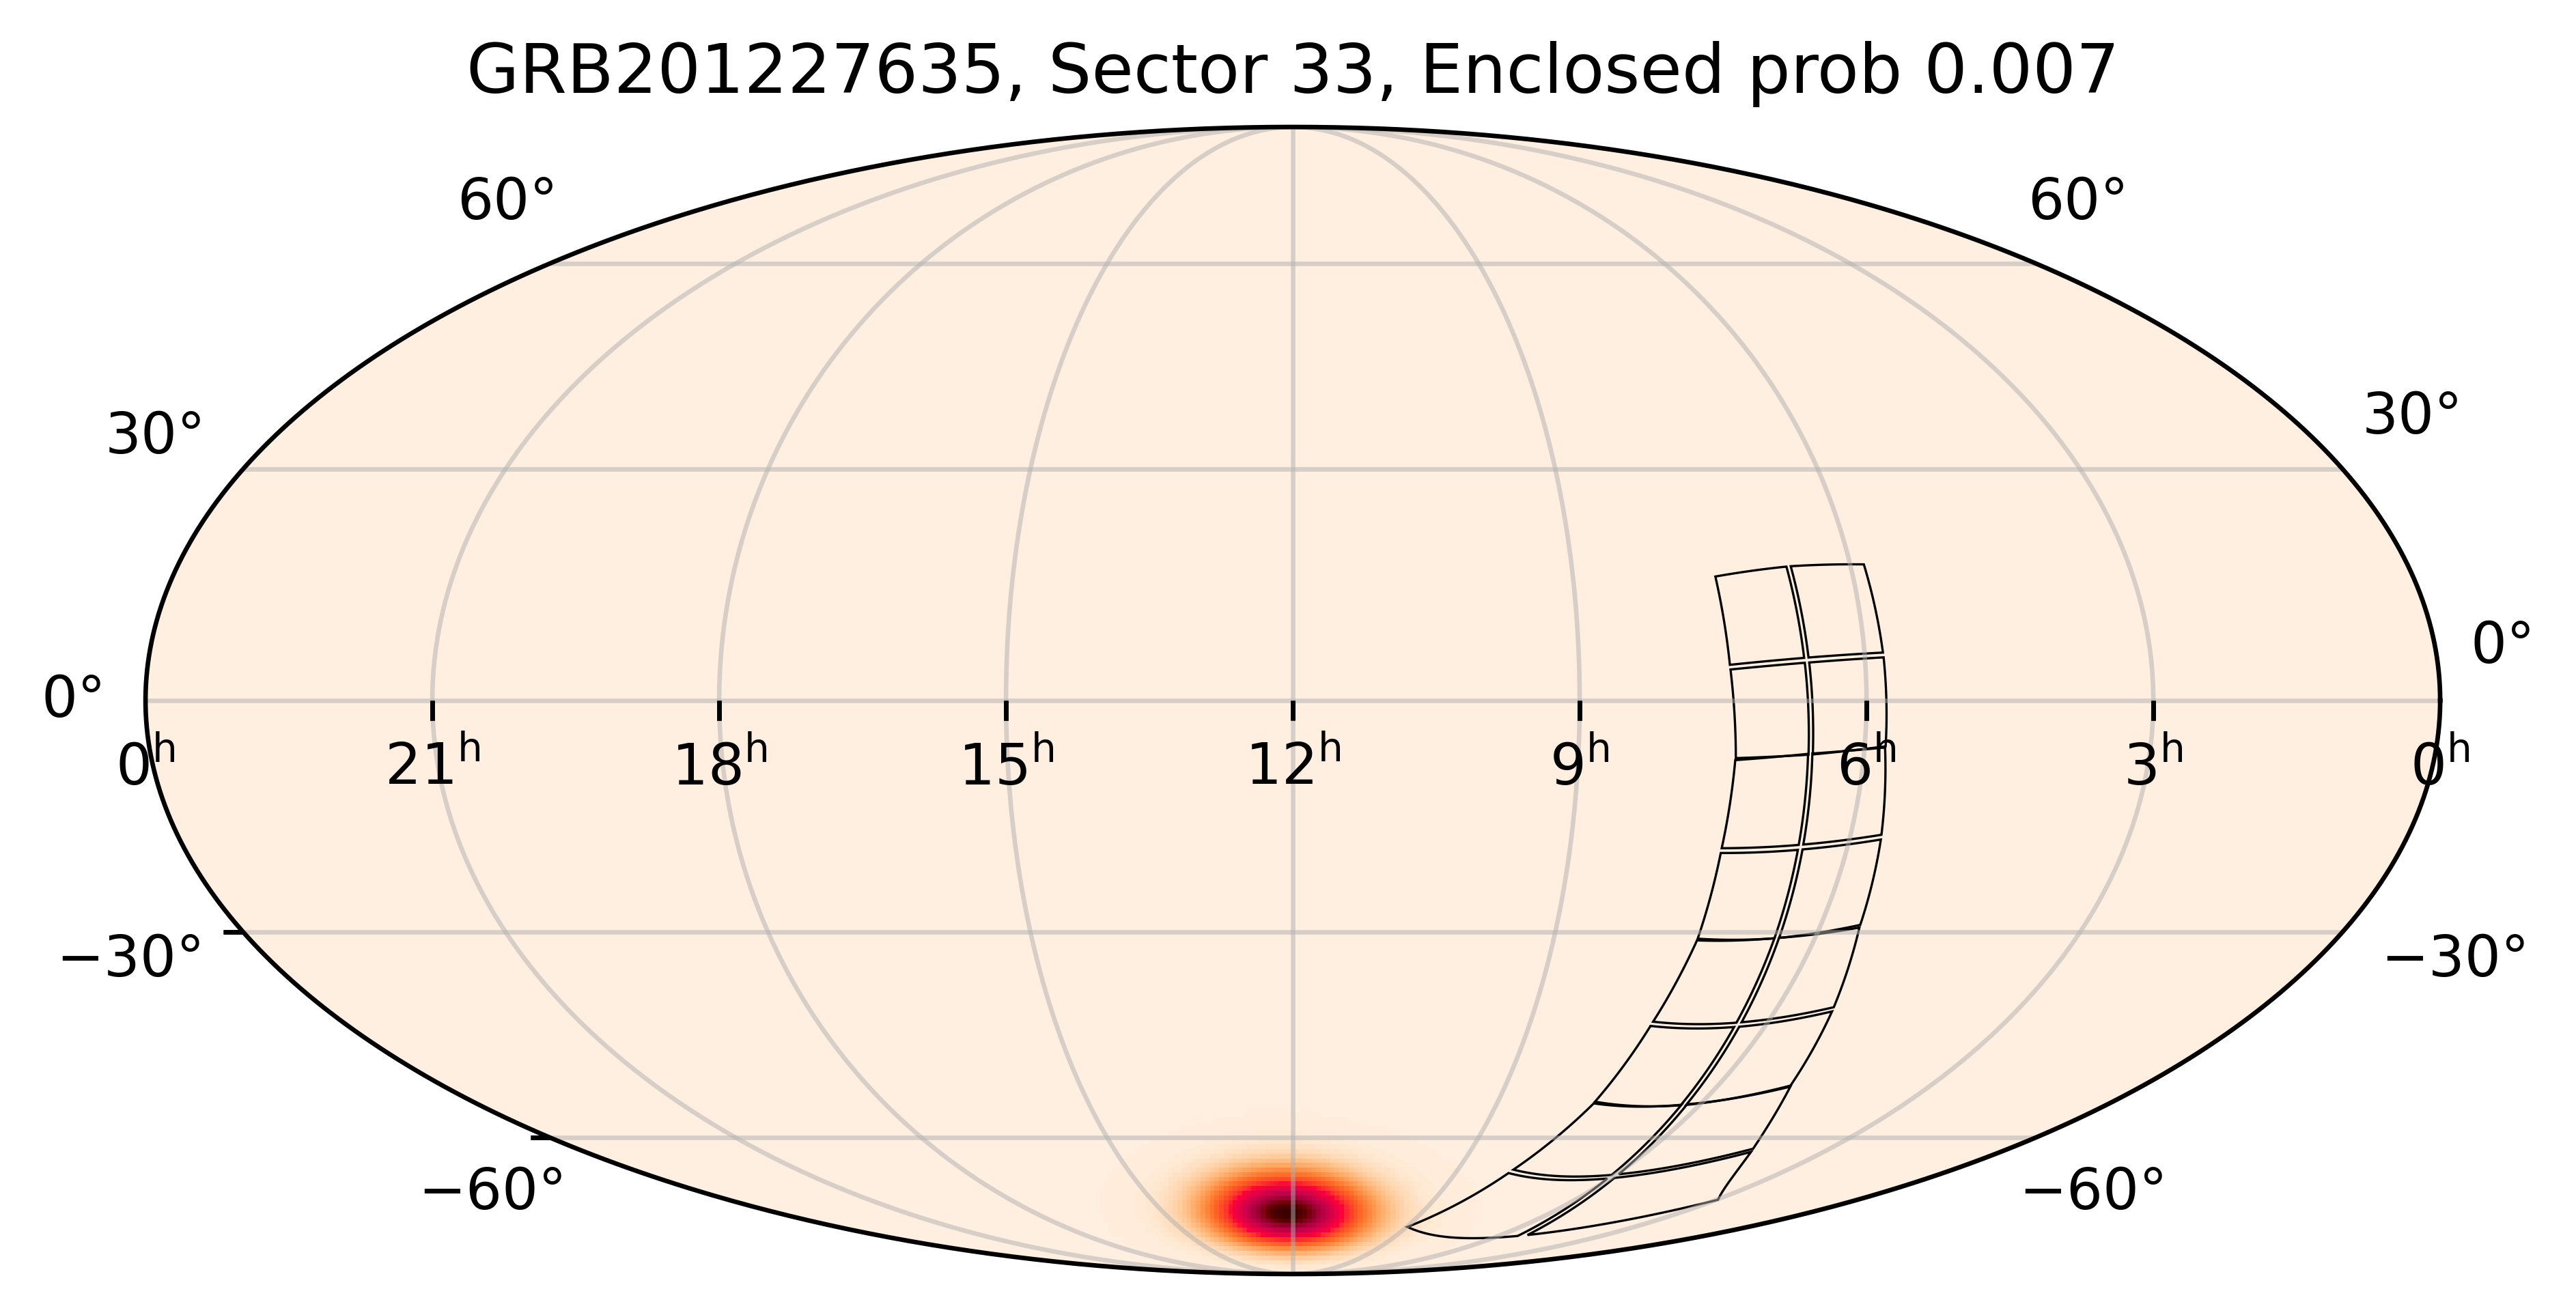 GRB201227635, Sector 33, Enclosed prob 0.007
60° 60°
30° 30°
0° 0°
0h 21h 18h 15h 12h 9h 6h 3h 0h
−30° −30°
−60° −60°